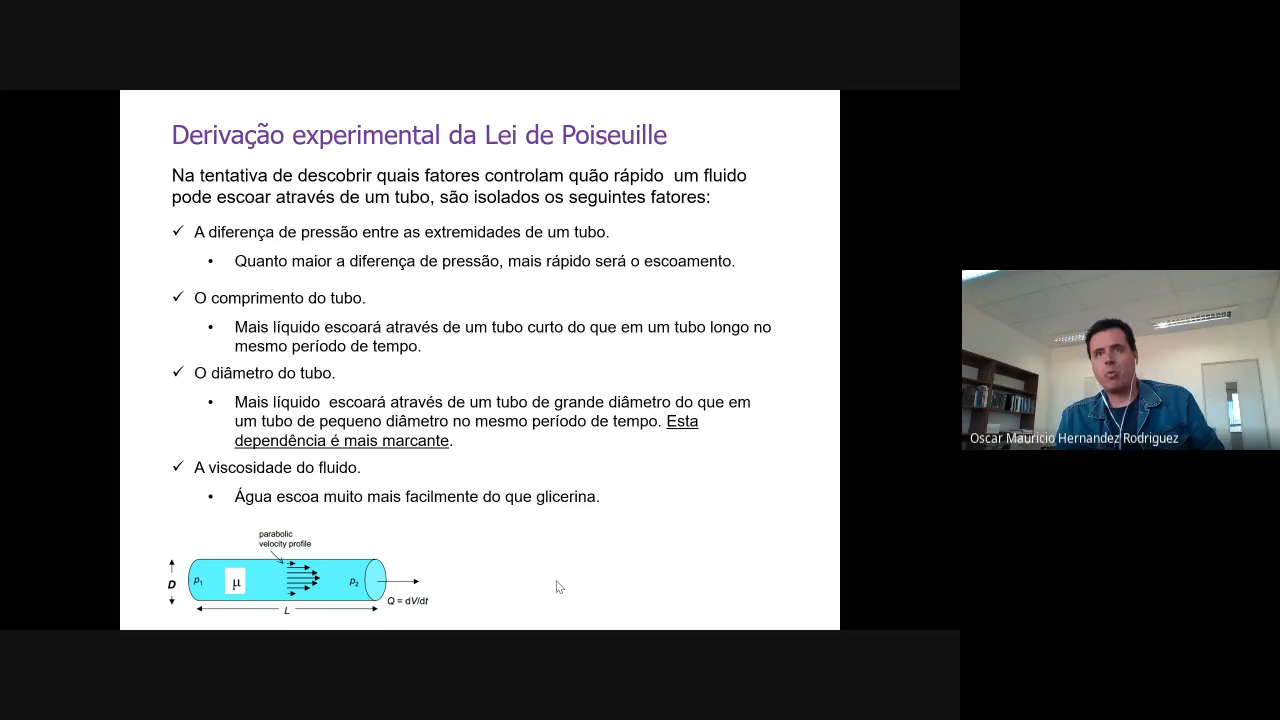 Derivação experimental da Lei de Poiseuille
Na tentativa de descobrir quais fatores controlam quão rápido um fluido
pode escoar através de um tubo, são isolados os seguintes fatores:
✓ A diferença de pressão entre as extremidades de um tubo.
• Quanto maior a diferença de pressão, mais rápido será o escoamento.
✓ O comprimento do tubo.
• Mais líquido escoará através de um tubo curto do que em um tubo longo no
mesmo período de tempo.
✓ O diâmetro do tubo.
• Mais líquido escoará através de um tubo de grande diâmetro do que em
um tubo de pequeno diâmetro no mesmo período de tempo. Esta
dependência é mais marcante.
✓ A viscosidade do fluido.
• Água escoa muito mais facilmente do que glicerina.
parabolic
velocity profile
D
p1
μ
p2
Q = dV/dt
L
Oscar Mauricio Hernandez Rodriguez